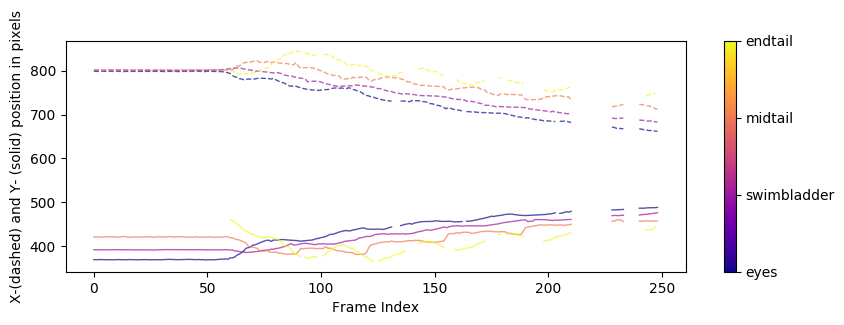 X-(dashed) and Y- (solid) position in pixels
800
700
600
500
400
0
50
100
150
200
250
Frame Index
endtail
midtail
swimbladder
eyes